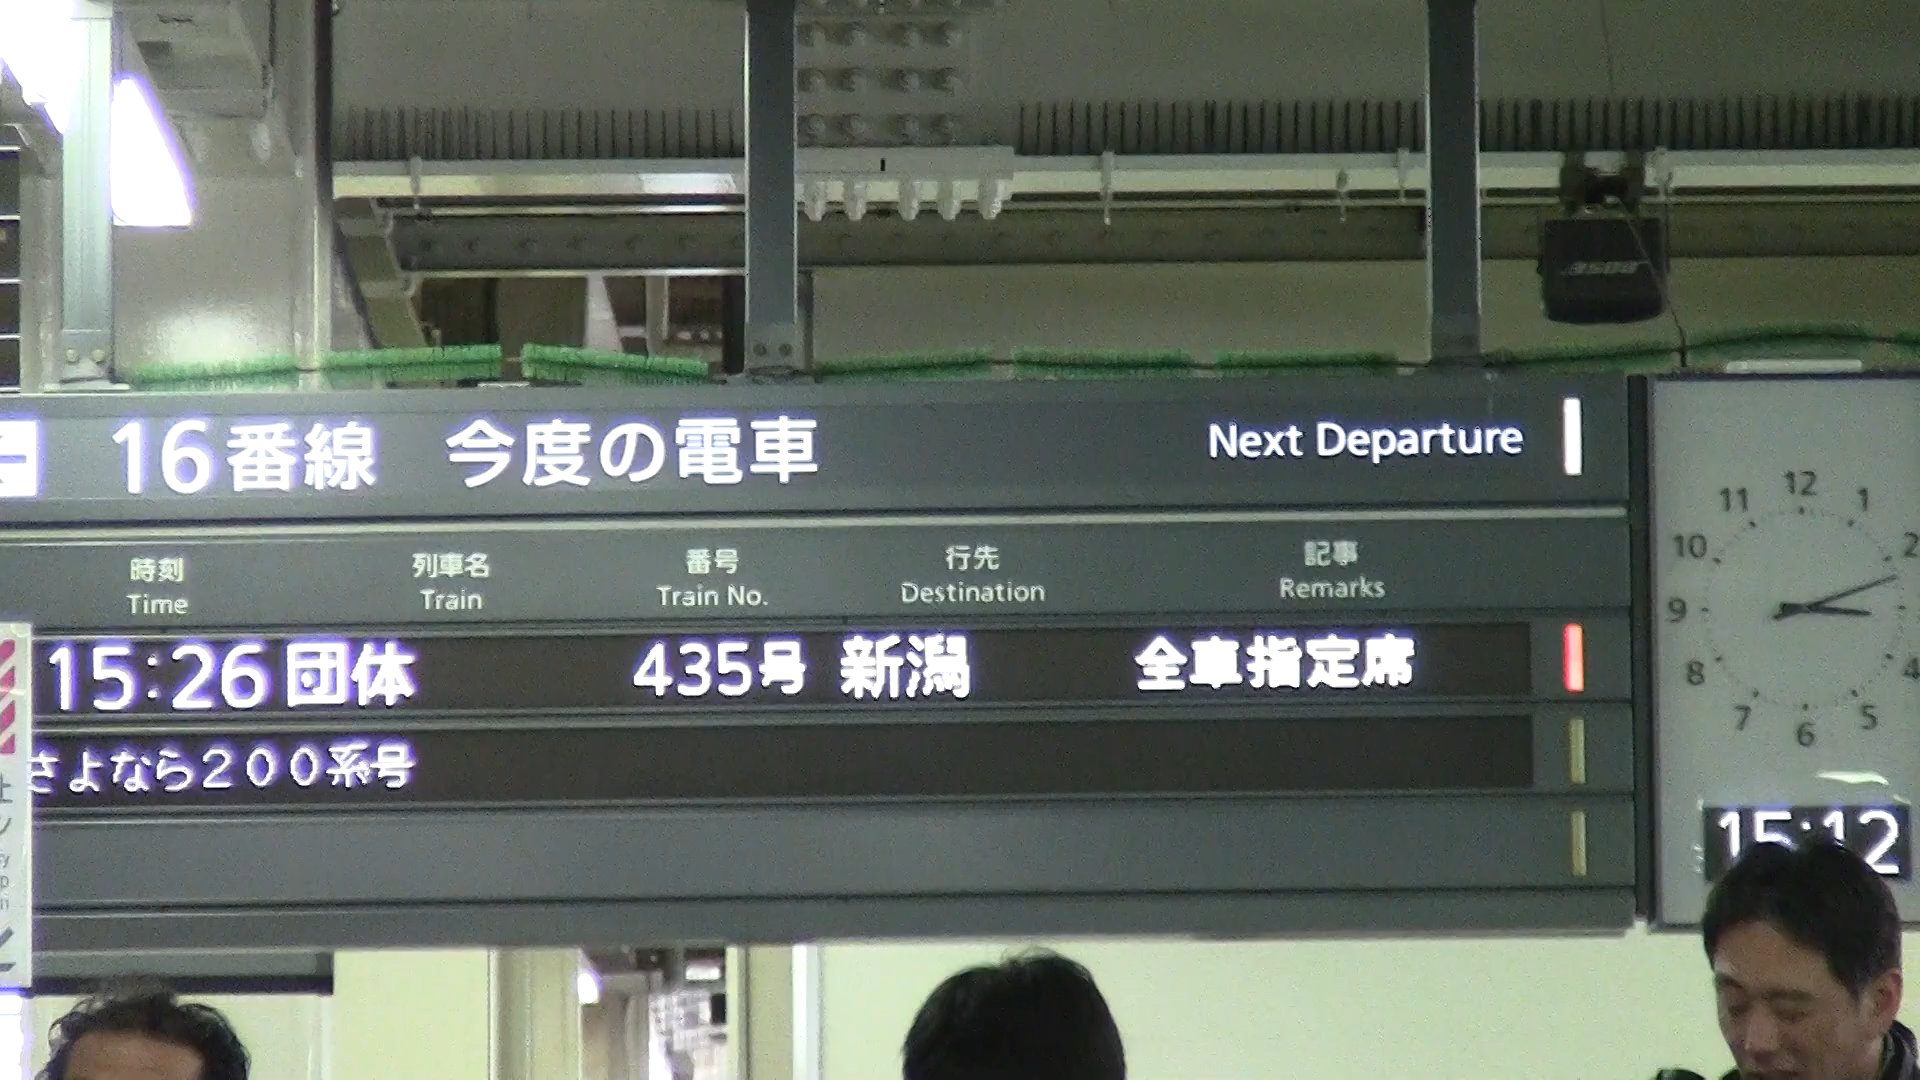 16番線 今度の電車 Next Departure
時刻 列車名 番号 行先 記事
Time Train Train No. Destination Remarks
15:26 団体 435号 新潟 全車指定席
さよなら200系号
BOSE
12
11 1
10 2
9
8 4
7 5
6
15:12